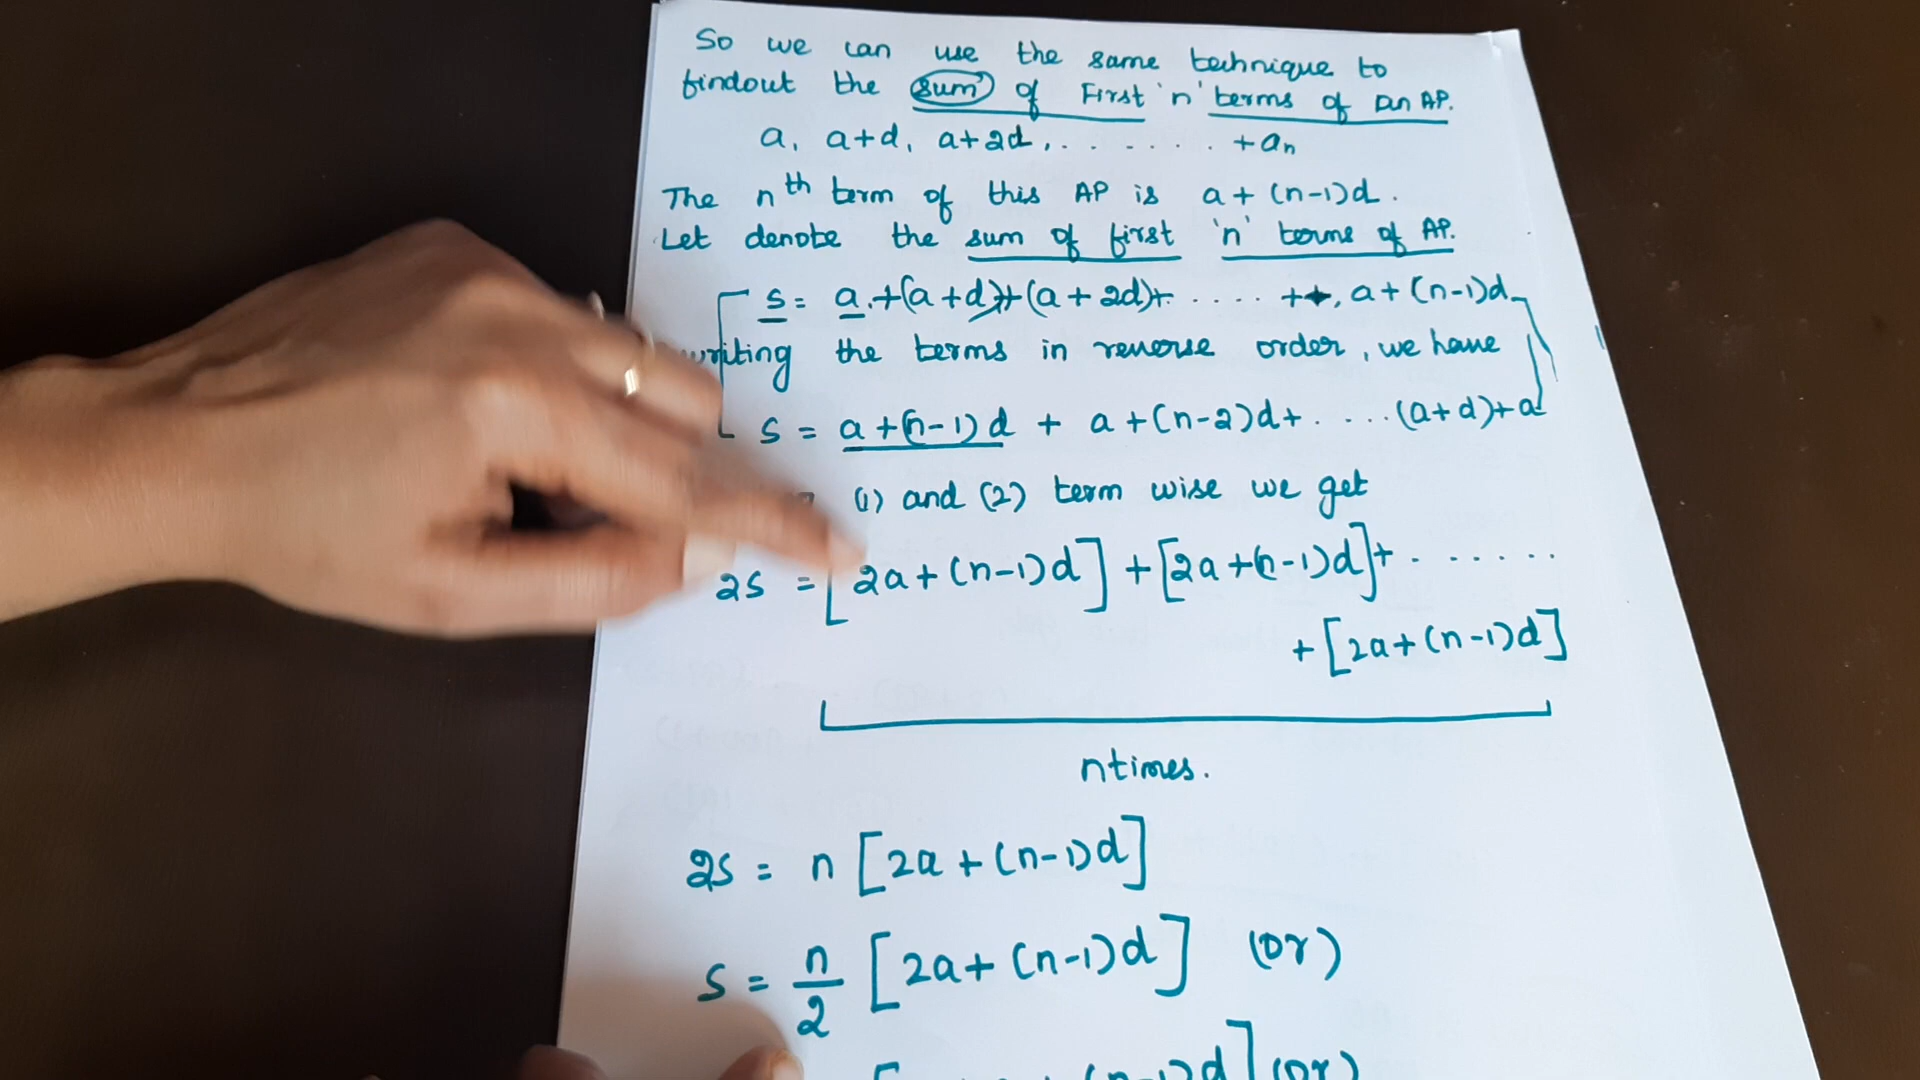 So we can use the same technique to
findout the sum of First 'n' terms of an AP.
a, a+d, a+2d, . . . . . . . +an
The nth term of this AP is a + (n-1)d.
Let denote the sum of first 'n' terms of AP.
S = a + (a+d) + (a+2d)+ . . . . . + +, a + (n-1)d
writing the terms in reverse order, we have
S = a+(n-1)d + a+(n-2)d+ . . . . (a+d)+a
(1) and (2) term wise we get
2S = [2a+(n-1)d] + [2a+(n-1)d]+ . . . . . .
+ [2a+(n-1)d]
ntimes.
2S = n [2a + (n-1)d]
S = n/2 [2a+ (n-1)d] (or)
(n-1)d] (or)